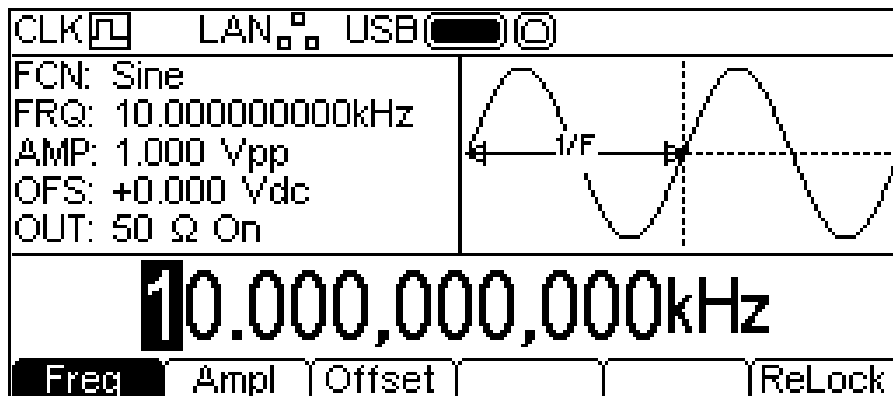 CLK LAN USB
FCN: Sine
FRQ: 10.000000000kHz
AMP: 1.000 Vpp
OFS: +0.000 Vdc
OUT: 50 Ω On
1/F
10.000,000,000kHz
Freq Ampl Offset ReLock